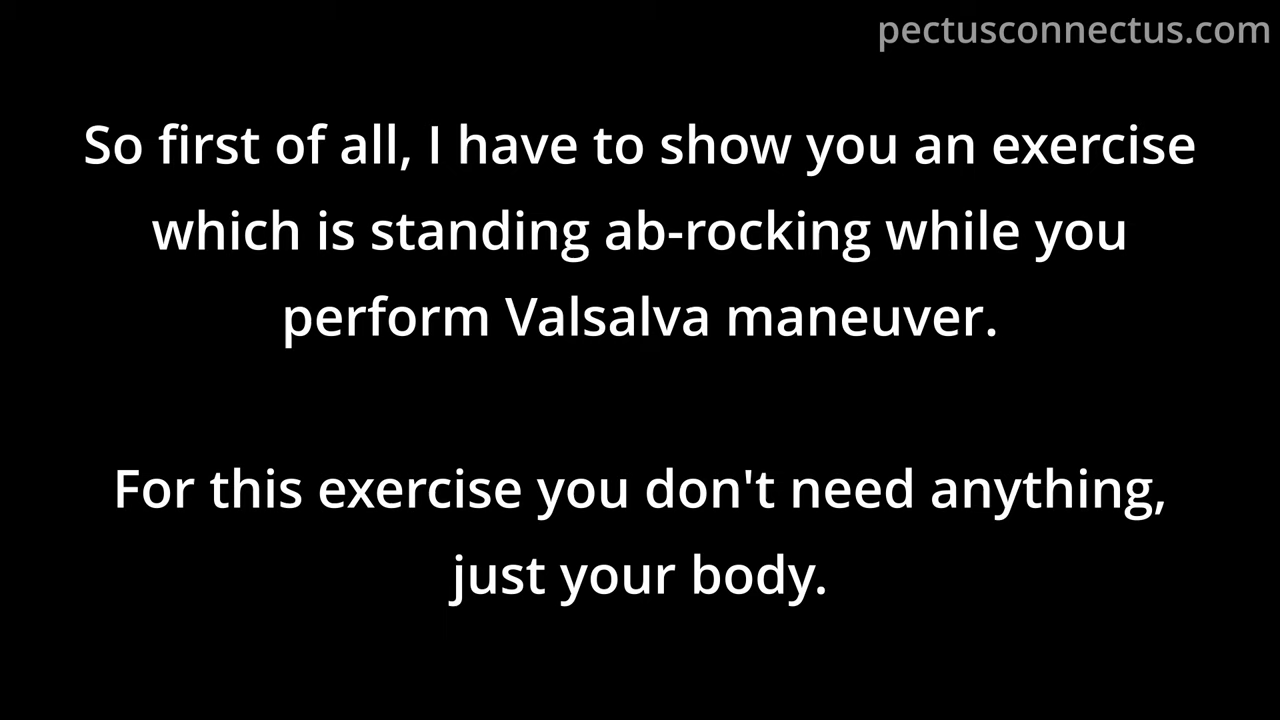 pectusconnectus.com
So first of all, I have to show you an exercise
which is standing ab-rocking while you
perform Valsalva maneuver.
For this exercise you don't need anything,
just your body.